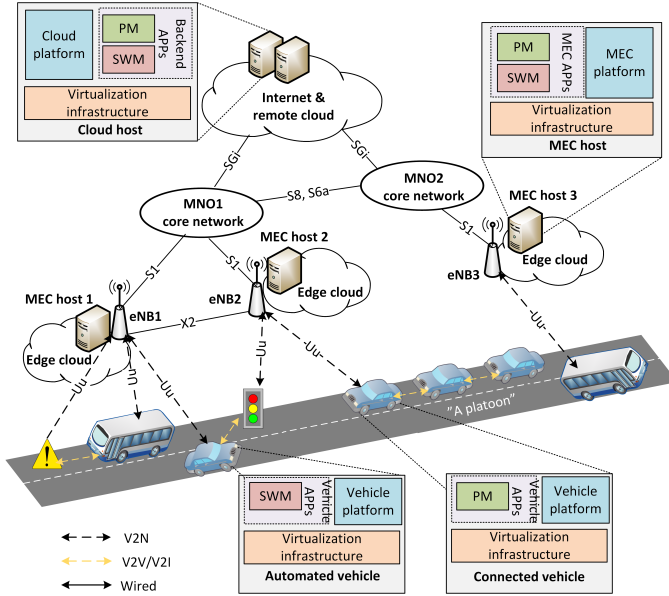 Cloud
platform
PM
SWM
Backend
APPs
Virtualization
infrastructure
Cloud host
Internet &
remote cloud
PM
SWM
MEC APPs
MEC
platform
Virtualization
infrastructure
MEC host
SGi
SGi
MNO1
core network
S8, S6a
MNO2
core network
MEC host 3
S1
S1
S1
MEC host 2
Edge cloud
eNB3
Edge cloud
eNB2
MEC host 1
eNB1
X2
Edge cloud
Uu
Uu
Uu
Uu
Uu
Uu
"A platoon"
!
SWM
Vehicle
APPs
Vehicle
platform
Virtualization
infrastructure
Automated vehicle
PM
Vehicle
APPs
Vehicle
platform
Virtualization
infrastructure
Connected vehicle
V2N
V2V/V2I
Wired